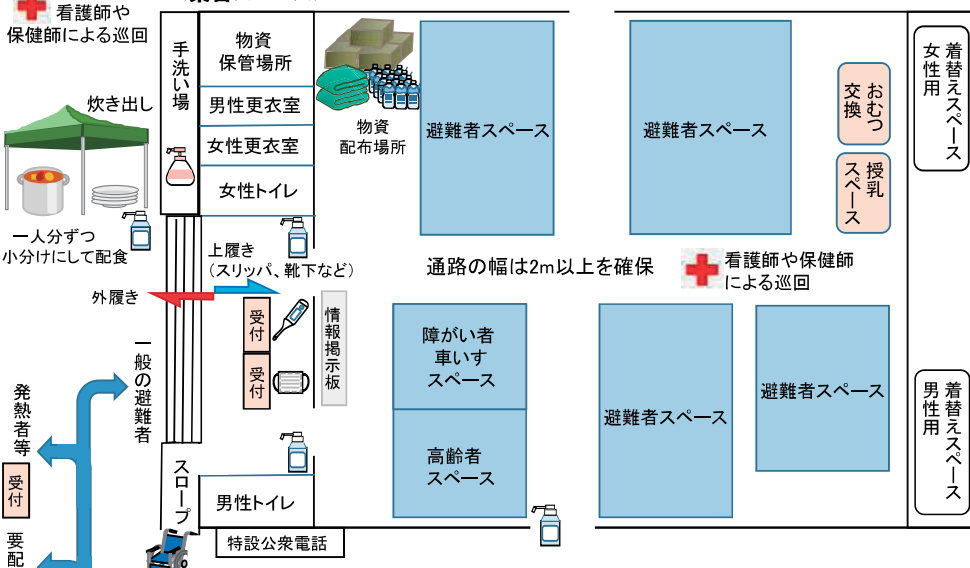 看護師や
保健師による巡回
炊き出し
一人分ずつ
小分けにして配食
手洗い場
物資
保管場所
男性更衣室
女性更衣室
女性トイレ
物資
配布場所
避難者スペース
避難者スペース
おむつ
交換
授乳
スペース
着替えスペース
女性用
上履き
（スリッパ、靴下など）
外履き
通路の幅は2m以上を確保
看護師や保健師
による巡回
受付
受付
情報掲示板
障がい者
車いす
スペース
高齢者
スペース
避難者スペース
避難者スペース
着替えスペース
男性用
一般の避難者
発熱者等
受付
要配
スロープ
男性トイレ
特設公衆電話